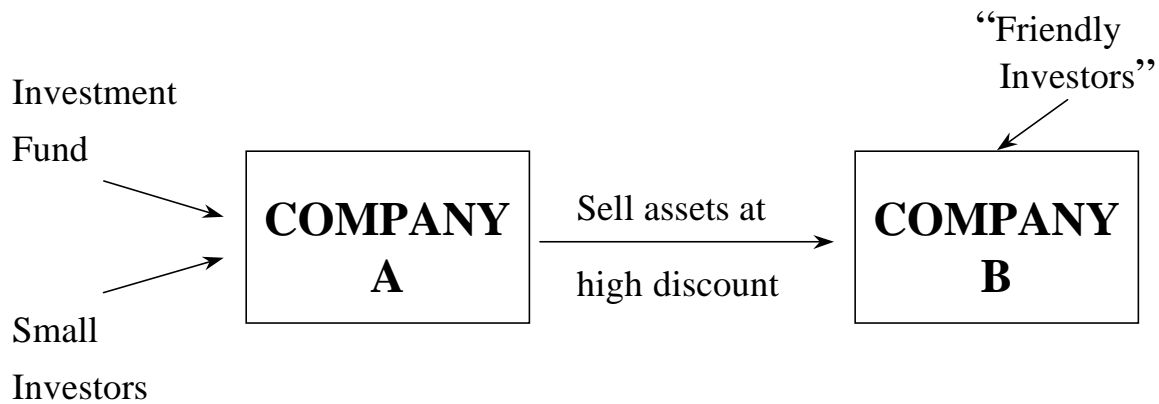 “Friendly
Investors”
Investment
Fund
COMPANY
A
Sell assets at
high discount
COMPANY
B
Small
Investors